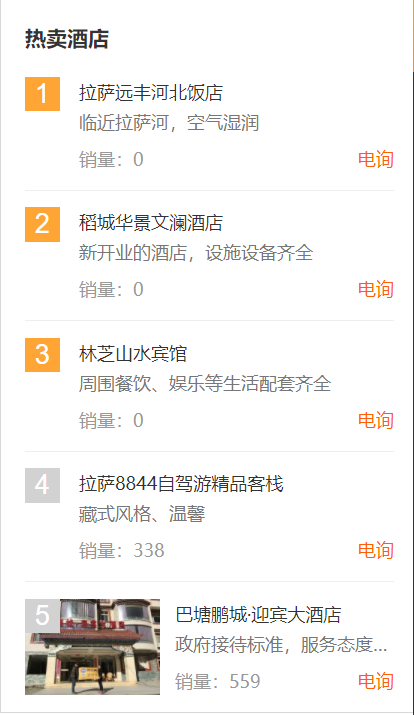 热卖酒店
1
拉萨远丰河北饭店
临近拉萨河，空气湿润
销量：0
电询
2
稻城华景文澜酒店
新开业的酒店，设施设备齐全
销量：0
电询
3
林芝山水宾馆
周围餐饮、娱乐等生活配套齐全
销量：0
电询
4
拉萨8844自驾游精品客栈
藏式风格、温馨
销量：338
电询
5
巴塘鹏城·迎宾大酒店
政府接待标准，服务态度...
销量：559
电询